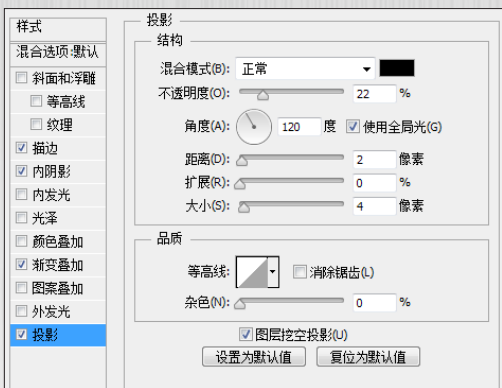 样式
混合选项:默认
斜面和浮雕
等高线
纹理
描边
内阴影
内发光
光泽
颜色叠加
渐变叠加
图案叠加
外发光
投影
投影
结构
混合模式(B): 正常
不透明度(O): 22 %
角度(A): 120 度 使用全局光(G)
距离(D): 2 像素
扩展(R): 0 %
大小(S): 4 像素
品质
等高线: 消除锯齿(L)
杂色(N): 0 %
图层挖空投影(U)
设置为默认值 复位为默认值